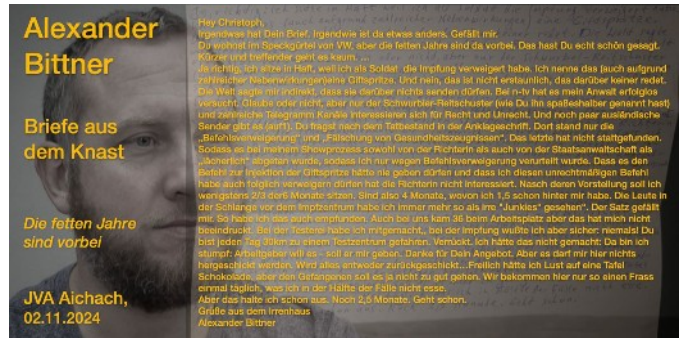 Alexander
Bittner
Briefe aus
dem Knast
Die fetten Jahre
sind vorbei
JVA Aichach,
02.11.2024
Hey Christoph,
Irgendwas hat Dein Brief. Irgendwie ist da etwas anders. Gefällt mir.
Du wohnst im Speckgürtel von VW, aber die fetten Jahre sind da vorbei. Das hast Du echt schön gesagt.
Kürzer und treffender geht es kaum. ...
Ja richtig, ich sitze in Haft, weil ich als Soldat die Impfung verweigert habe. Ich nenne das (auch aufgrund
zahlreicher Nebenwirkungen)eine Giftspritze. Und nein, das ist nicht erstaunlich, das darüber keiner redet.
Die Welt sagte mir indirekt, dass sie darüber nichts senden dürfen. Bei n-tv hat es mein Anwalt erfolglos
versucht. Glaube oder nicht, aber nur der Schwurbler-Reitschuster (wie Du ihn spaßeshalber genannt hast)
und zahlreiche Telegramm Kanäle interessieren sich für Recht und Unrecht. Und noch paar ausländische
Sender gibt es (auf1). Du fragst nach dem Tatbestand in der Anklageschrift. Dort stand nur die
„Befehlsverweigerung" und „Fälschung von Gesundheitszeugnissen". Das letzte hat nicht stattgefunden.
Sodass es bei meinem Showprozess sowohl von der Richterin als auch von der Staatsanwaltschaft als
„lächerlich" abgetan wurde, sodass ich nur wegen Befehlsverweigerung verurteilt wurde. Dass es den
Befehl zur Injektion der Giftspritze hätte nie geben dürfen und dass ich diesen unrechtmäßigen Befehl
habe auch folglich verweigern dürfen hat die Richterin nicht interessiert. Nasch deren Vorstellung soll ich
wenigstens 2/3 der6 Monate sitzen. Sind also 4 Monate, wovon ich 1,5 schon hinter mir habe. Die Leute in
der Schlange vor dem Impfzentrum habe ich immer mehr so als irre "Junkies" gesehen". Der Satz gefällt
mir. So habe ich das auch empfunden. Auch bei uns kam 3G beim Arbeitsplatz aber das hat mich nicht
beeindruckt. Bei der Testerei habe ich mitgemacht,, bei der Impfung wußte ich aber sicher: niemals! Du
bist jeden Tag 30km zu einem Testzentrum gefahren. Verrückt. Ich hätte das nicht gemacht: Da bin ich
stumpf: Arbeitgeber will es - soll er mir geben. Danke für Dein Angebot. Aber es darf mir hier nichts
hergeschickt werden. Wird alles entweder zurückgeschickt...Freilich hätte ich Lust auf eine Tafel
Schokolade, aber den Gefangenen soll es ja nicht zu gut gehen. Wir bekommen hier nur so einen Frass
einmal täglich, was ich in der Hälfte der Fälle nicht esse.
Aber das halte ich schon aus. Noch 2,5 Monate. Geht schon.
Grüße aus dem Irrenhaus
Alexander Bittner